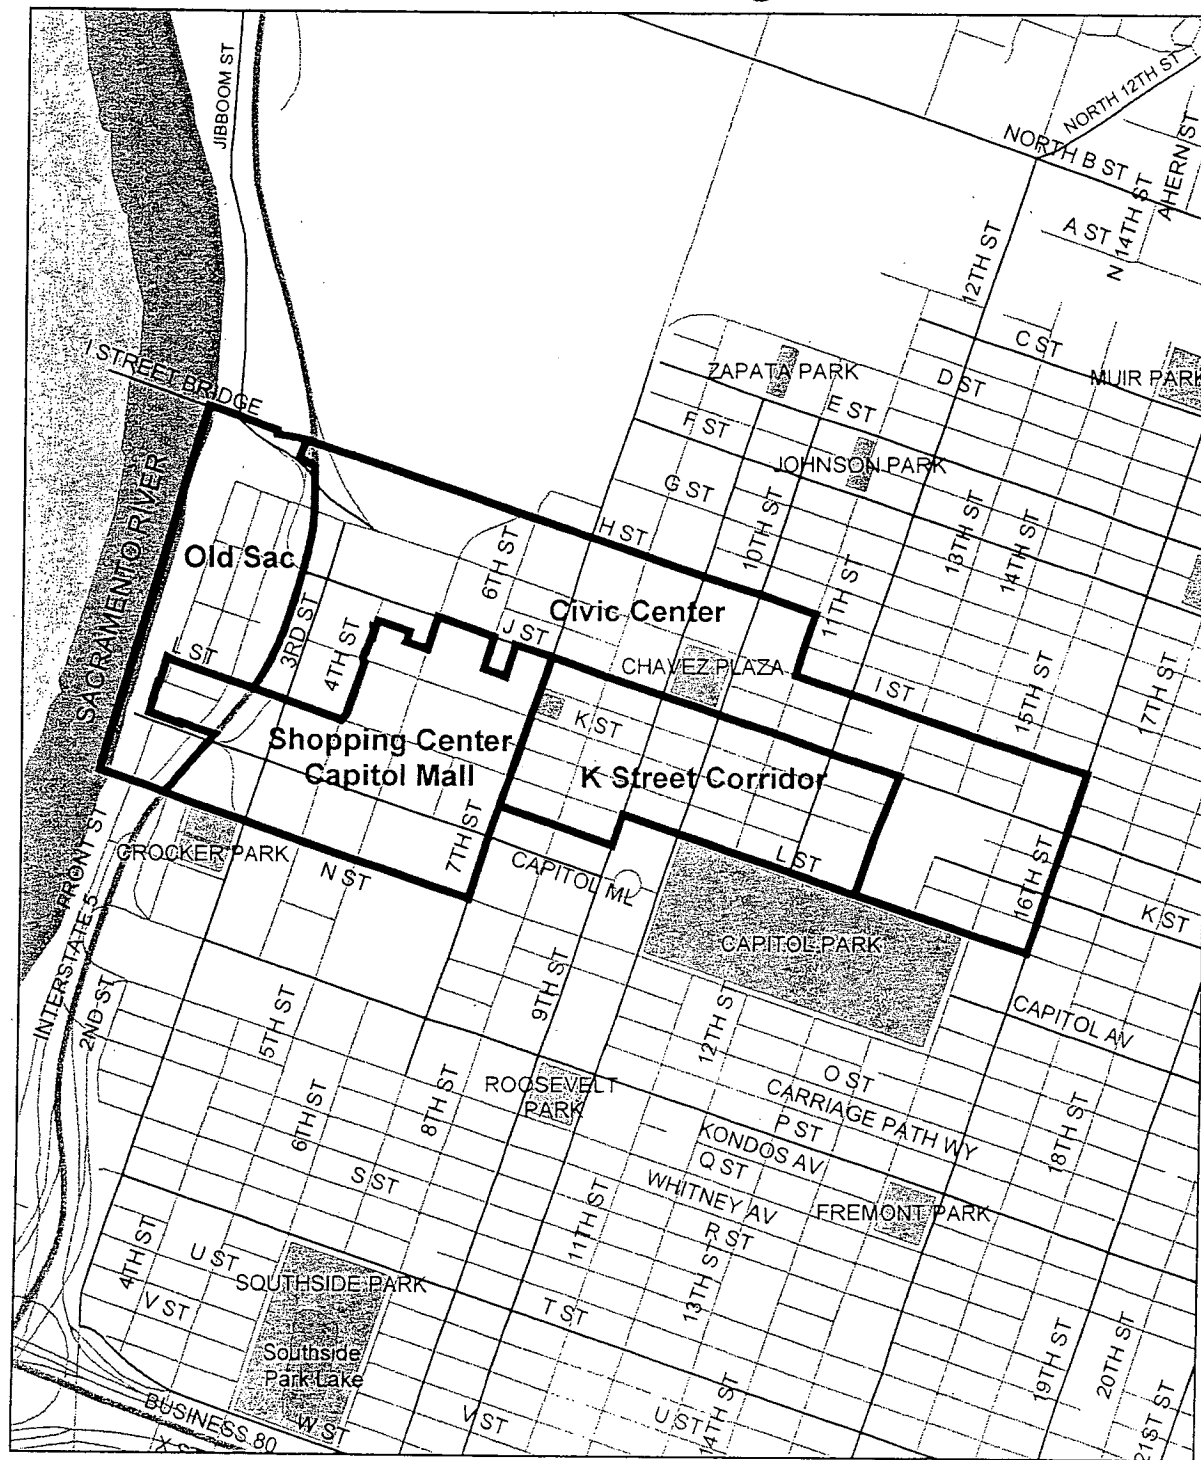 JIBBOOM ST
NORTH 12TH ST
NORTH B ST
AHERN ST
A ST
N 14TH ST
12TH ST
C ST
I STREET BRIDGE
ZAPATA PARK
D ST
MUIR PARK
E ST
F ST
JOHNSON PARK
SACRAMENTO RIVER
G ST
10TH ST
13TH ST
14TH ST
H ST
Old Sac
6TH ST
11TH ST
Civic Center
3RD ST
J ST
4TH ST
L ST
CHAVEZ PLAZA
I ST
15TH ST
17TH ST
K ST
Shopping Center
Capitol Mall
K Street Corridor
FRONT ST
CROCKER PARK
7TH ST
N ST
CAPITOL ML
L ST
16TH ST
K ST
CAPITOL PARK
INTERSTATE 5
2ND ST
9TH ST
CAPITOL AV
5TH ST
12TH ST
O ST
CARRIAGE PATH WY
ROOSEVELT
PARK
6TH ST
8TH ST
P ST
KONDOS AV
18TH ST
Q ST
S ST
WHITNEY AV
FREMONT PARK
11TH ST
R ST
4TH ST
U ST
SOUTHSIDE PARK
13TH ST
V ST
T ST
Southside
Park Lake
19TH ST
20TH ST
BUSINESS 80
W ST
V ST
U ST
14TH ST
21ST ST